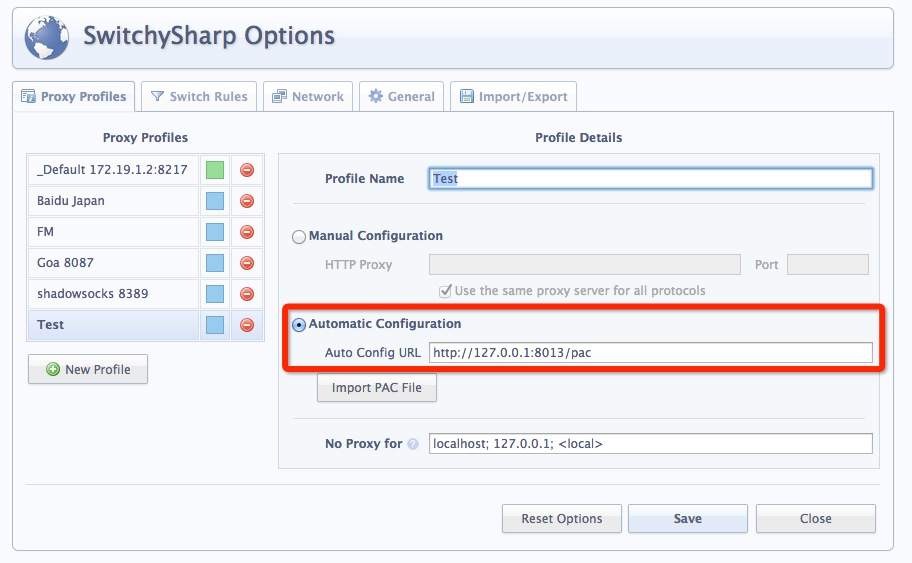 SwitchySharp Options
Proxy Profiles Switch Rules Network General Import/Export
Proxy Profiles
_Default 172.19.1.2:8217
Baidu Japan
FM
Goa 8087
shadowsocks 8389
Test
New Profile
Profile Details
Profile Name Test
Manual Configuration
HTTP Proxy Port
Use the same proxy server for all protocols
Automatic Configuration
Auto Config URL http://127.0.0.1:8013/pac
Import PAC File
No Proxy for ? localhost; 127.0.0.1; <local>
Reset Options Save Close